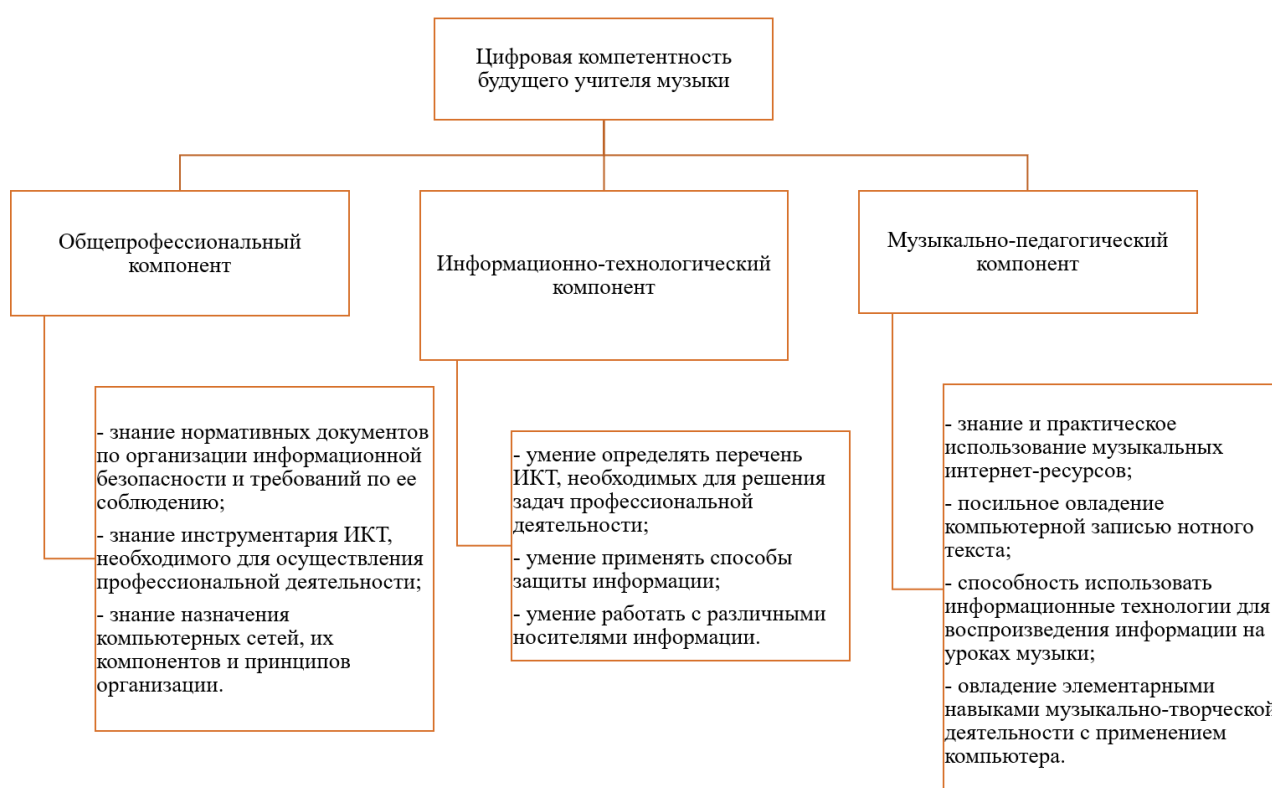 Цифровая компетентность
будущего учителя музыки
Общепрофессиональный
компонент
Информационно-технологический
компонент
Музыкально-педагогический
компонент
- знание нормативных документов
по организации информационной
безопасности и требований по ее
соблюдению;
- знание инструментария ИКТ,
необходимого для осуществления
профессиональной деятельности;
- знание назначения
компьютерных сетей, их
компонентов и принципов
организации.
- умение определять перечень
ИКТ, необходимых для решения
задач профессиональной
деятельности;
- умение применять способы
защиты информации;
- умение работать с различными
носителями информации.
- знание и практическое
использование музыкальных
интернет-ресурсов;
- посильное овладение
компьютерной записью нотного
текста;
- способность использовать
информационные технологии для
воспроизведения информации на
уроках музыки;
- овладение элементарными
навыками музыкально-творческой
деятельности с применением
компьютера.